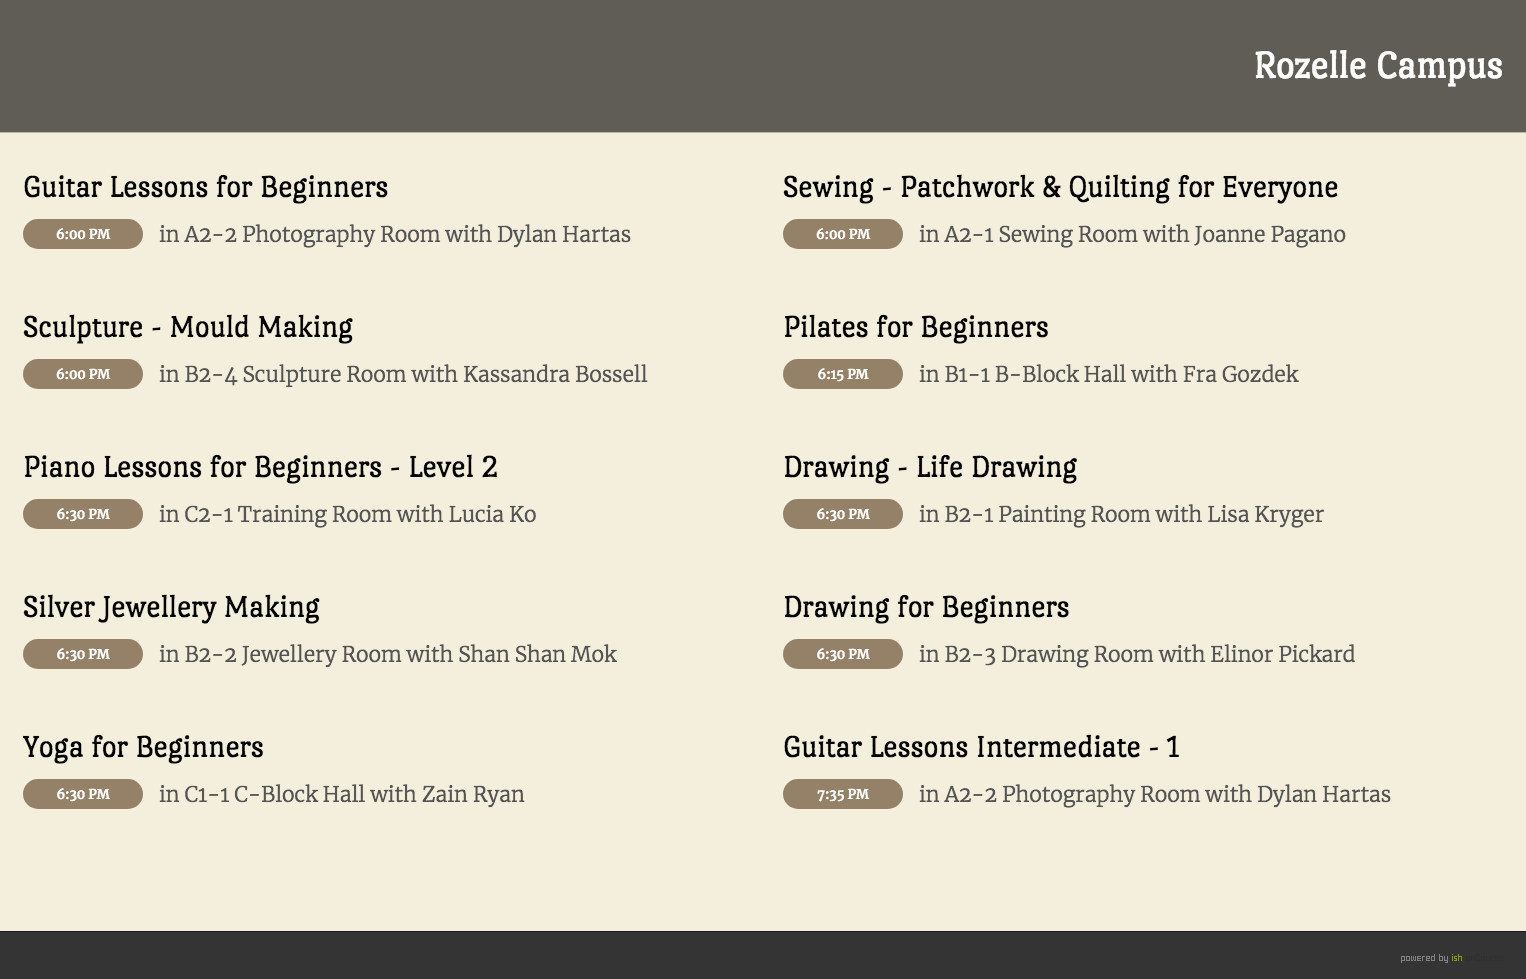 Rozelle Campus
Guitar Lessons for Beginners
6:00 PM in A2-2 Photography Room with Dylan Hartas
Sewing - Patchwork & Quilting for Everyone
6:00 PM in A2-1 Sewing Room with Joanne Pagano
Sculpture - Mould Making
6:00 PM in B2-4 Sculpture Room with Kassandra Bossell
Pilates for Beginners
6:15 PM in B1-1 B-Block Hall with Fra Gozdek
Piano Lessons for Beginners - Level 2
6:30 PM in C2-1 Training Room with Lucia Ko
Drawing - Life Drawing
6:30 PM in B2-1 Painting Room with Lisa Kryger
Silver Jewellery Making
6:30 PM in B2-2 Jewellery Room with Shan Shan Mok
Drawing for Beginners
6:30 PM in B2-3 Drawing Room with Elinor Pickard
Yoga for Beginners
6:30 PM in C1-1 C-Block Hall with Zain Ryan
Guitar Lessons Intermediate - 1
7:35 PM in A2-2 Photography Room with Dylan Hartas
powered by ish